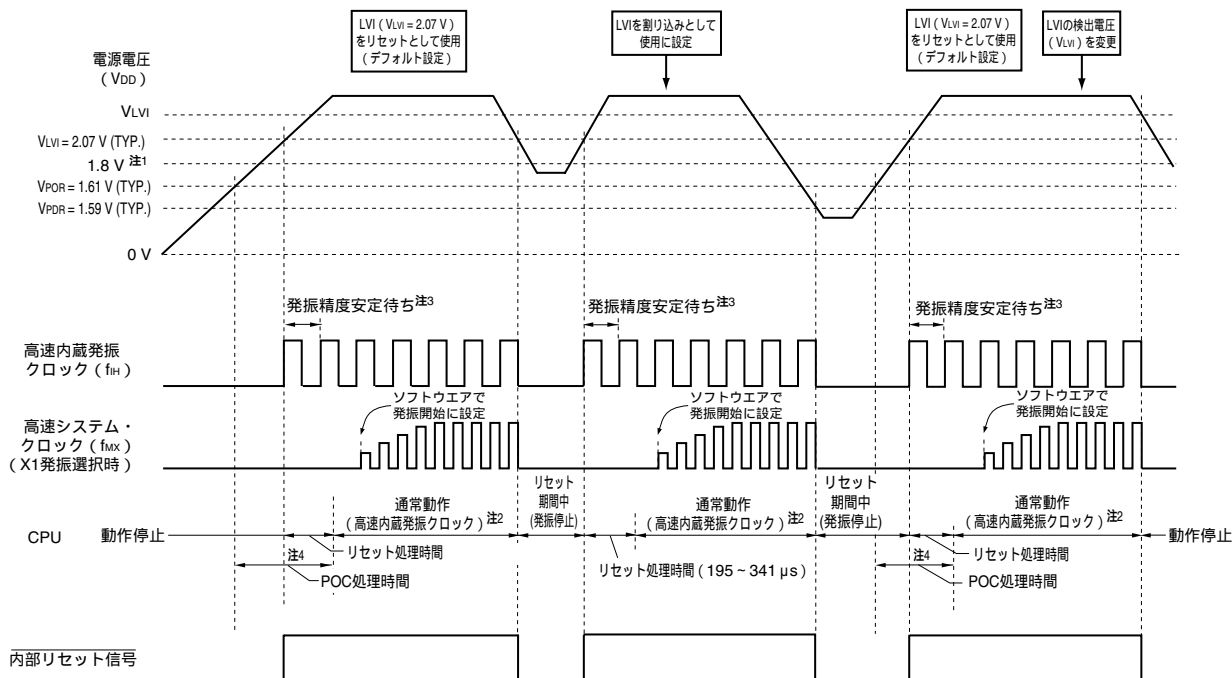 LVI（VLVI = 2.07 V）
をリセットとして使用
（デフォルト設定）
LVIを割り込みとして
使用に設定
LVI（VLVI = 2.07 V）
をリセットとして使用
（デフォルト設定）
LVIの検出電圧
（VLVI）を変更
電源電圧
（VDD）
VLVI
VLVI = 2.07 V (TYP.)
1.8 V 注1
VPOR = 1.61 V (TYP.)
VPDR = 1.59 V (TYP.)
0 V
発振精度安定待ち注3
発振精度安定待ち注3
発振精度安定待ち注3
高速内蔵発振
クロック（fIH）
ソフトウエアで
発振開始に設定
ソフトウエアで
発振開始に設定
ソフトウエアで
発振開始に設定
高速システム・
クロック（fMX）
（X1発振選択時）
CPU
動作停止
通常動作
（高速内蔵発振クロック）注2
リセット
期間中
（発振停止）
通常動作
（高速内蔵発振クロック）注2
リセット
期間中
（発振停止）
通常動作
（高速内蔵発振クロック）注2
動作停止
リセット処理時間
注4
POC処理時間
リセット処理時間（195 ~ 341 μs）
リセット処理時間
注4
POC処理時間
内部リセット信号